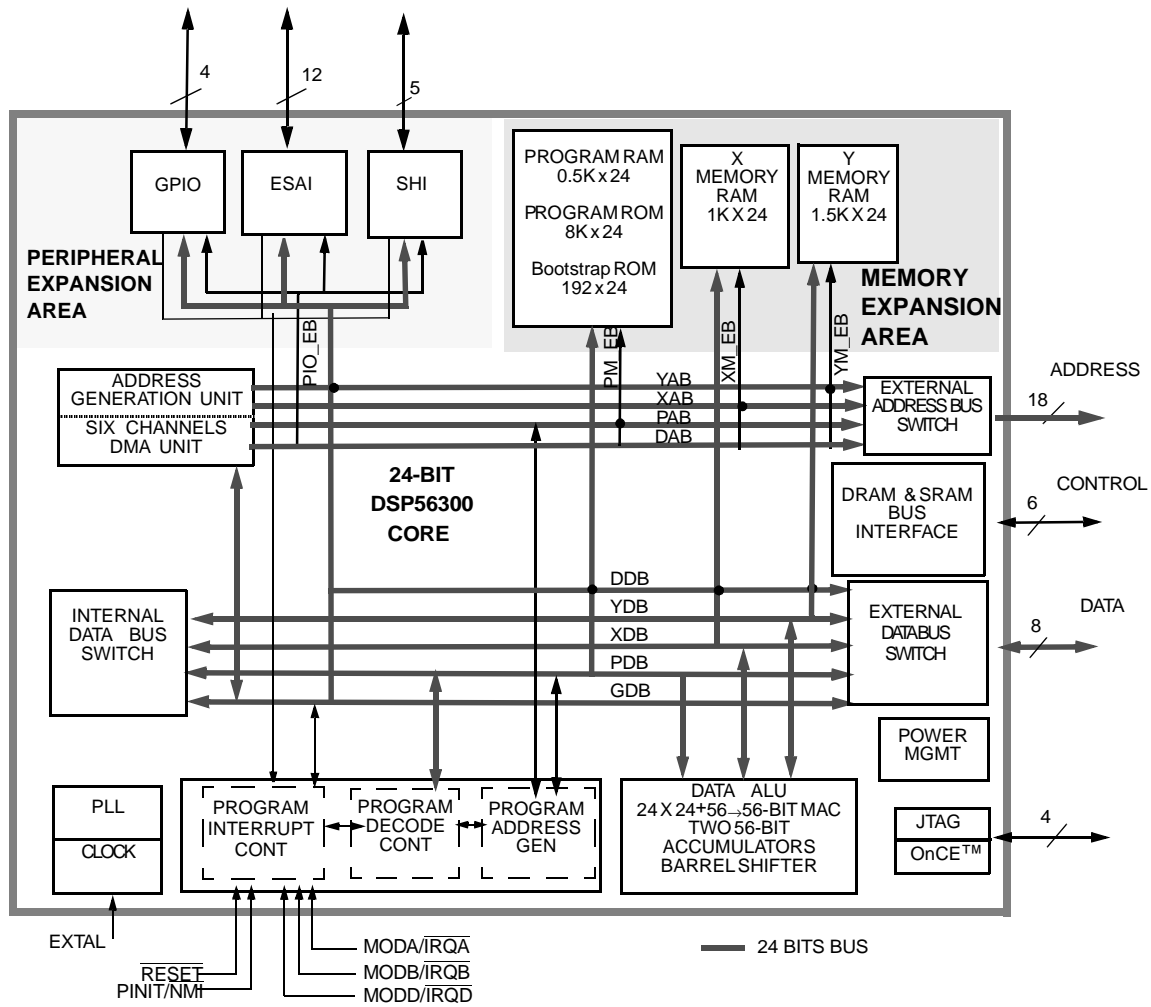 4
12
5
GPIO
ESAI
SHI
PERIPHERAL
EXPANSION
AREA
PROGRAM RAM
0.5K x 24
PROGRAM ROM
8K x 24
Bootstrap ROM
192 x 24
X
MEMORY
RAM
1K X 24
Y
MEMORY
RAM
1.5K X 24
MEMORY
EXPANSION
AREA
PIO_EB
PM_EB
XM_EB
YM_EB
ADDRESS
GENERATION UNIT
SIX CHANNELS
DMA UNIT
YAB
XAB
PAB
DAB
EXTERNAL
ADDRESS BUS
SWITCH
ADDRESS
18
24-BIT
DSP56300
CORE
DRAM & SRAM
BUS
INTERFACE
CONTROL
6
INTERNAL
DATA BUS
SWITCH
DDB
YDB
XDB
PDB
GDB
EXTERNAL
DATA BUS
SWITCH
DATA
8
POWER
MGMT
PLL
CLOCK
PROGRAM
INTERRUPT
CONT
PROGRAM
DECODE
CONT
PROGRAM
ADDRESS
GEN
DATA ALU
24 X 24+56→56-BIT MAC
TWO 56-BIT
ACCUMULATORS
BARREL SHIFTER
JTAG
OnCE™
4
EXTAL
RESET
PINIT/NMI
MODA/IRQA
MODB/IRQB
MODD/IRQD
24 BITS BUS